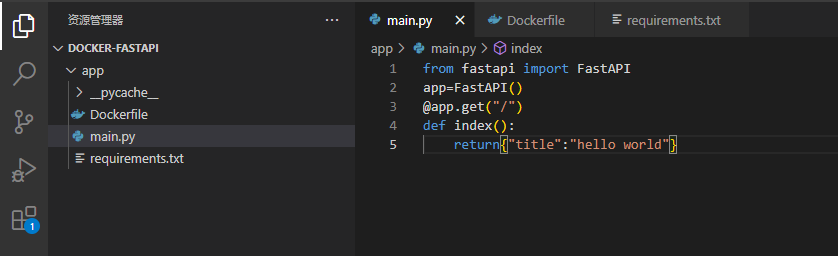 资源管理器
DOCKER-FASTAPI
app
__pycache__
Dockerfile
main.py
requirements.txt
1
main.py
Dockerfile
requirements.txt
app > main.py > index
1 from fastapi import FastAPI
2 app=FastAPI()
3 @app.get("/")
4 def index():
5 return{"title":"hello world"}